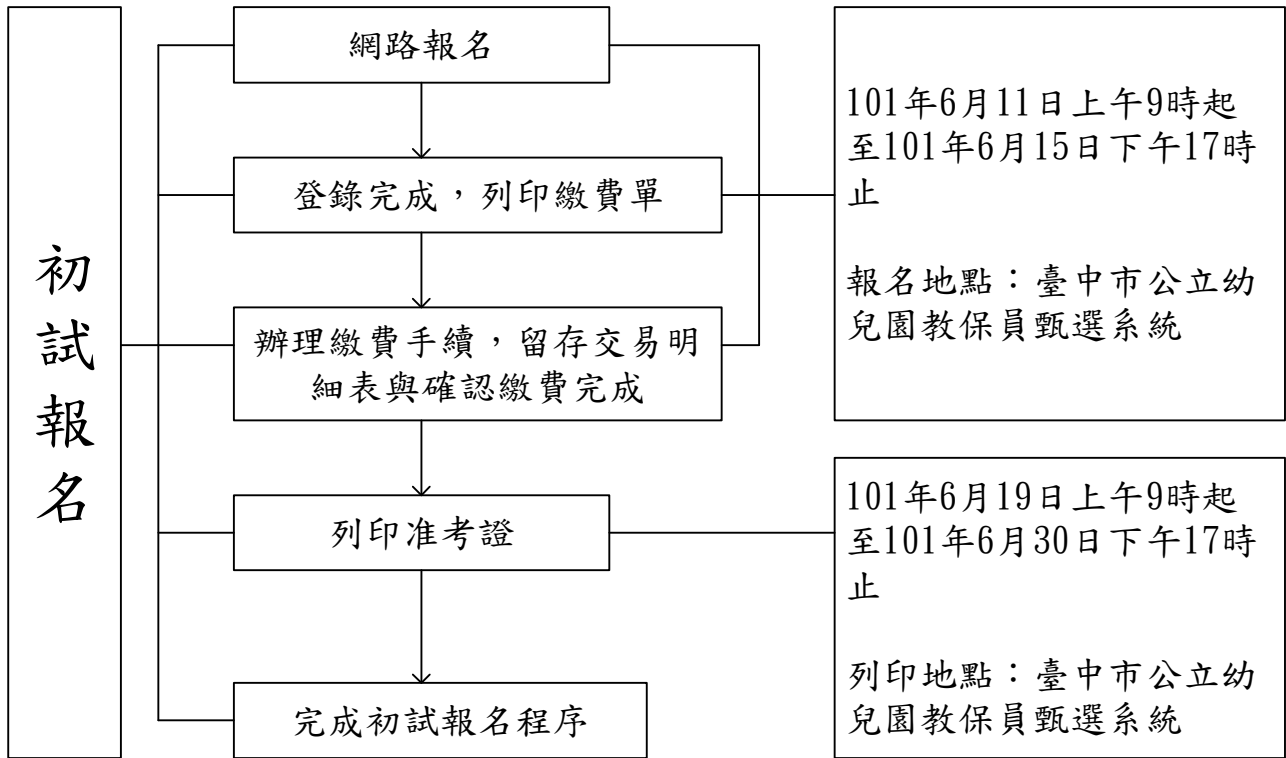 初試報名
網路報名
登錄完成，列印繳費單
辦理繳費手續，留存交易明
細表與確認繳費完成
列印准考證
完成初試報名程序
101年6月11日上午9時起
至101年6月15日下午17時
止
報名地點：臺中市公立幼
兒園教保員甄選系統
101年6月19日上午9時起
至101年6月30日下午17時
止
列印地點：臺中市公立幼
兒園教保員甄選系統